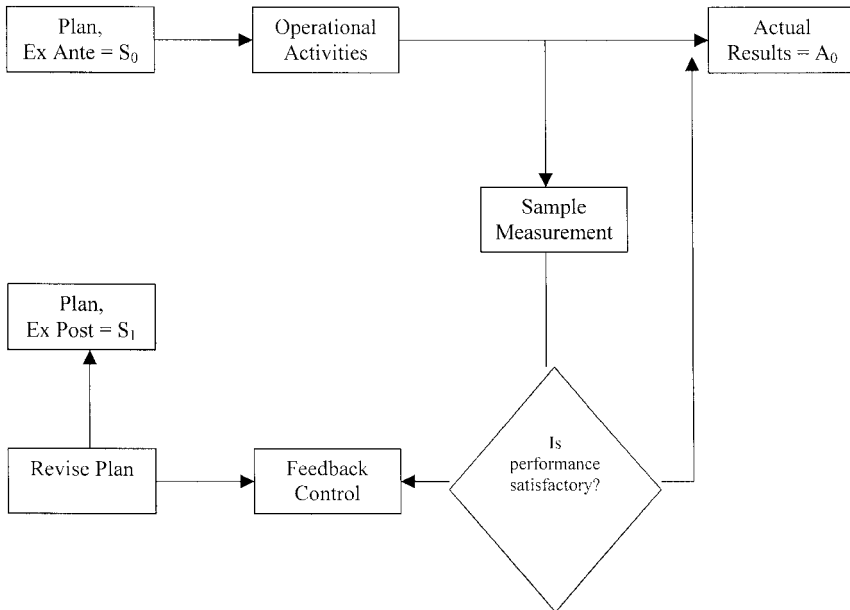 Plan,
Ex Ante = S₀
Operational
Activities
Actual
Results = A₀
Sample
Measurement
Plan,
Ex Post = S₁
Revise Plan
Feedback
Control
Is
performance
satisfactory?